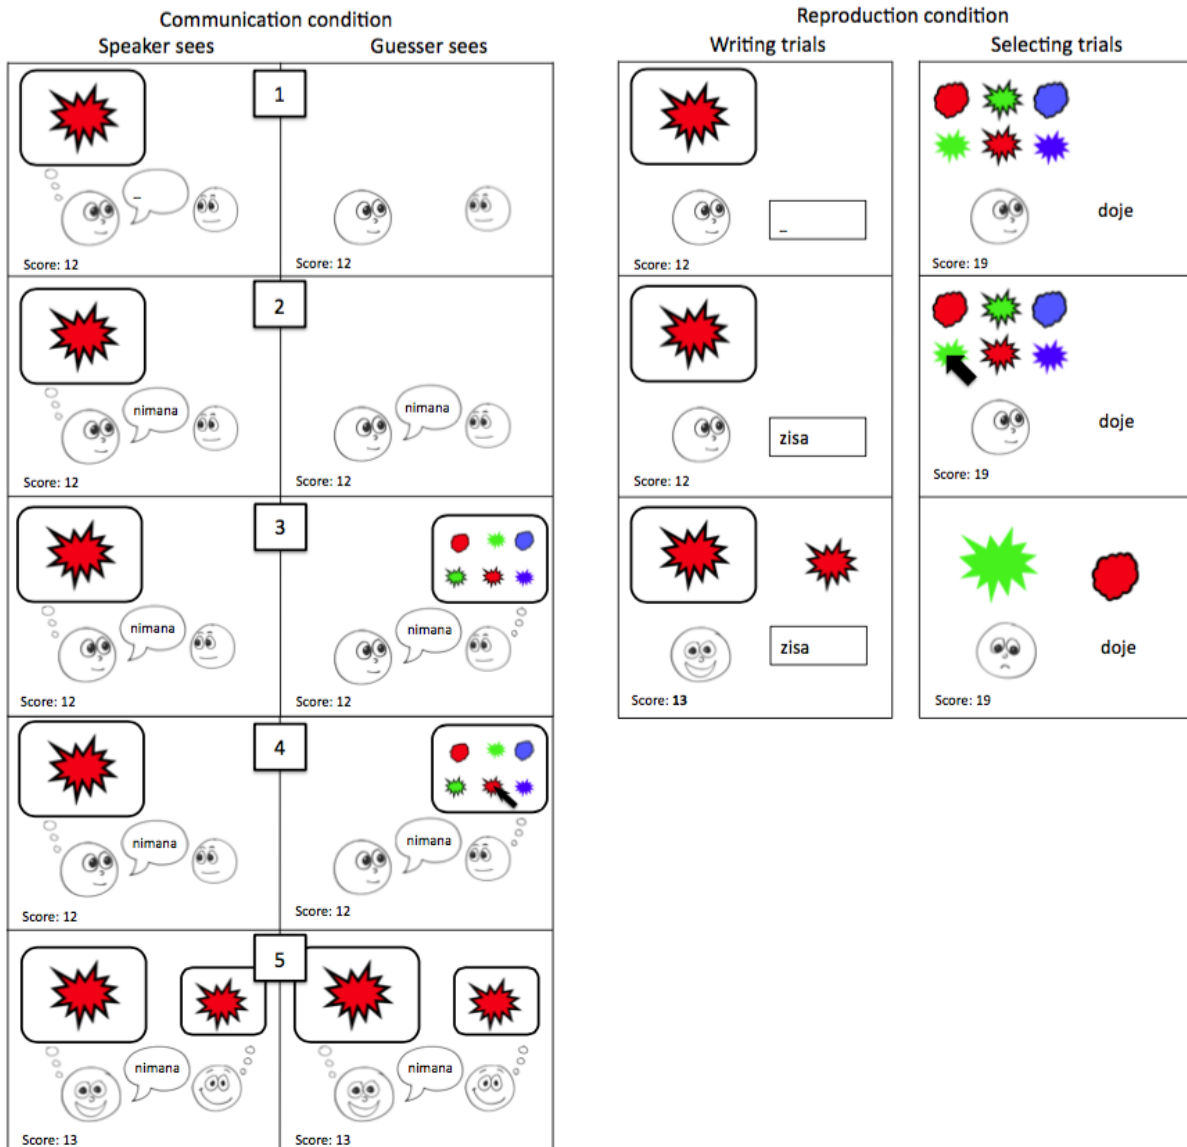 Communication condition
Speaker sees
Guesser sees
1
_
Score: 12
Score: 12
2
nimana
nimana
Score: 12
Score: 12
3
nimana
nimana
Score: 12
Score: 12
4
nimana
nimana
Score: 12
Score: 12
5
nimana
nimana
Score: 13
Score: 13
Reproduction condition
Writing trials
Selecting trials
_
doje
Score: 12
Score: 19
zisa
doje
Score: 12
Score: 19
zisa
doje
Score: 13
Score: 19